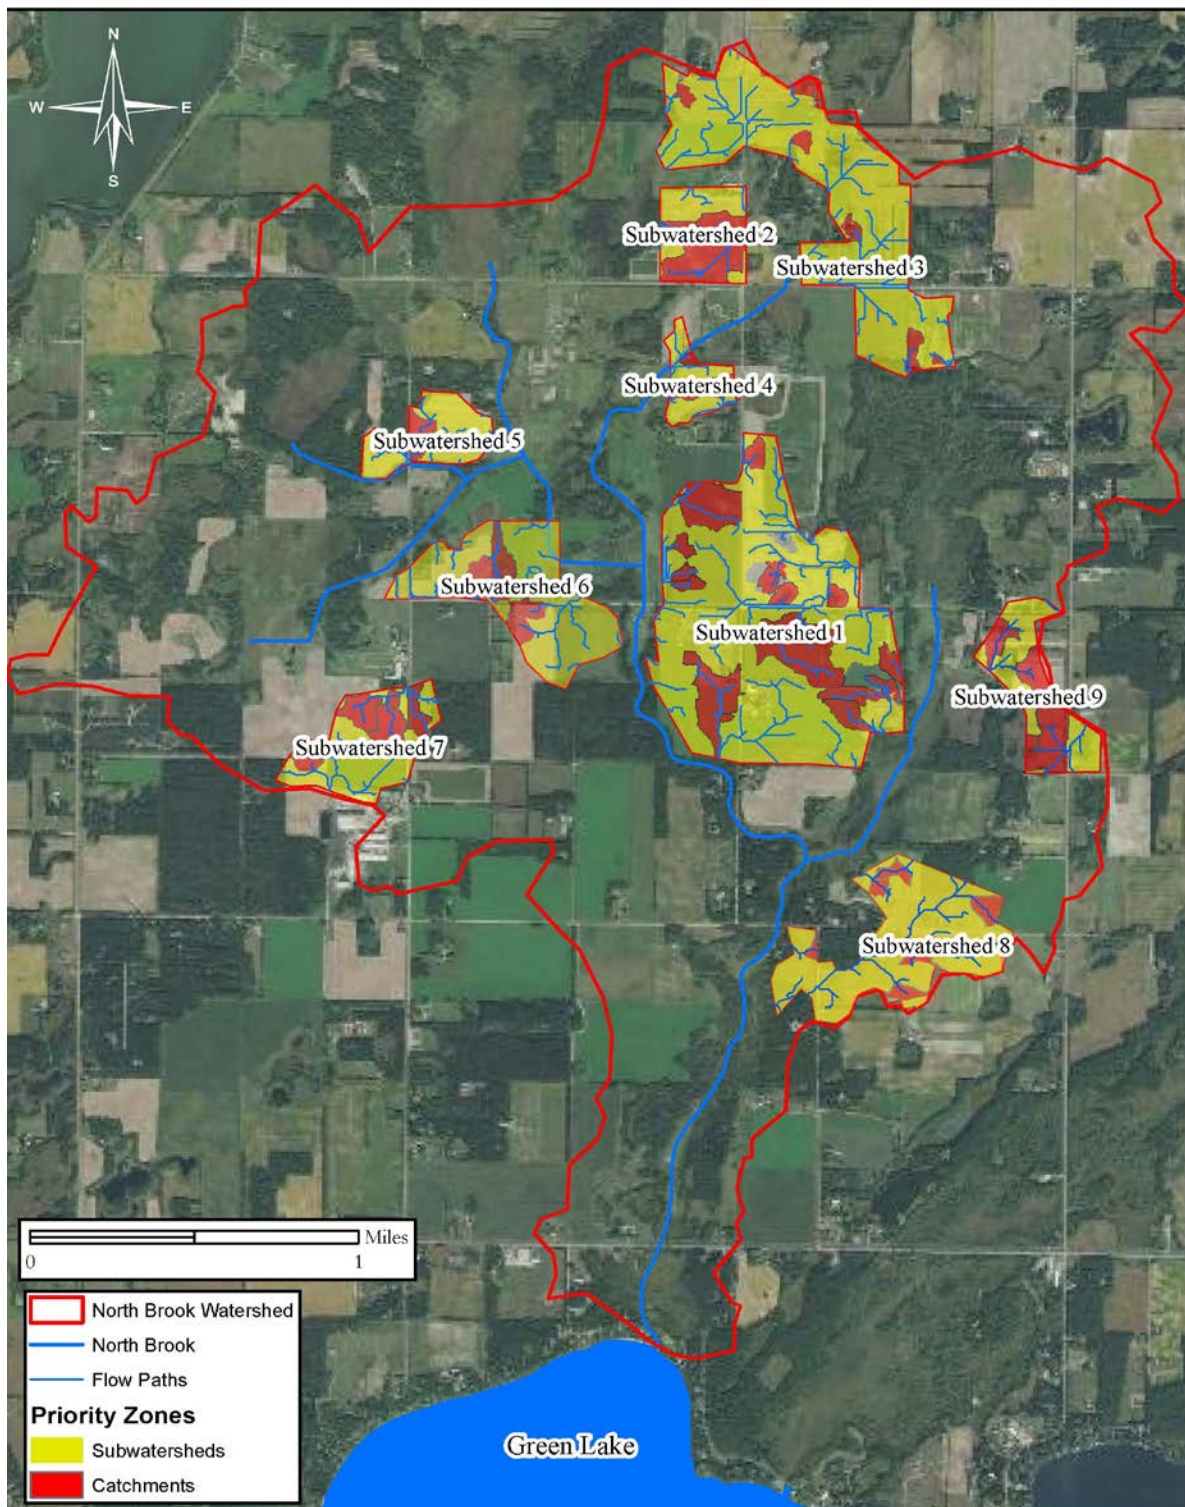 N
W E
S
Subwatershed 2
Subwatershed 3
Subwatershed 4
Subwatershed 5
Subwatershed 6
Subwatershed 1
Subwatershed 9
Subwatershed 7
Subwatershed 8
Miles
0 1
North Brook Watershed
North Brook
Flow Paths
Priority Zones
Subwatersheds
Catchments
Green Lake